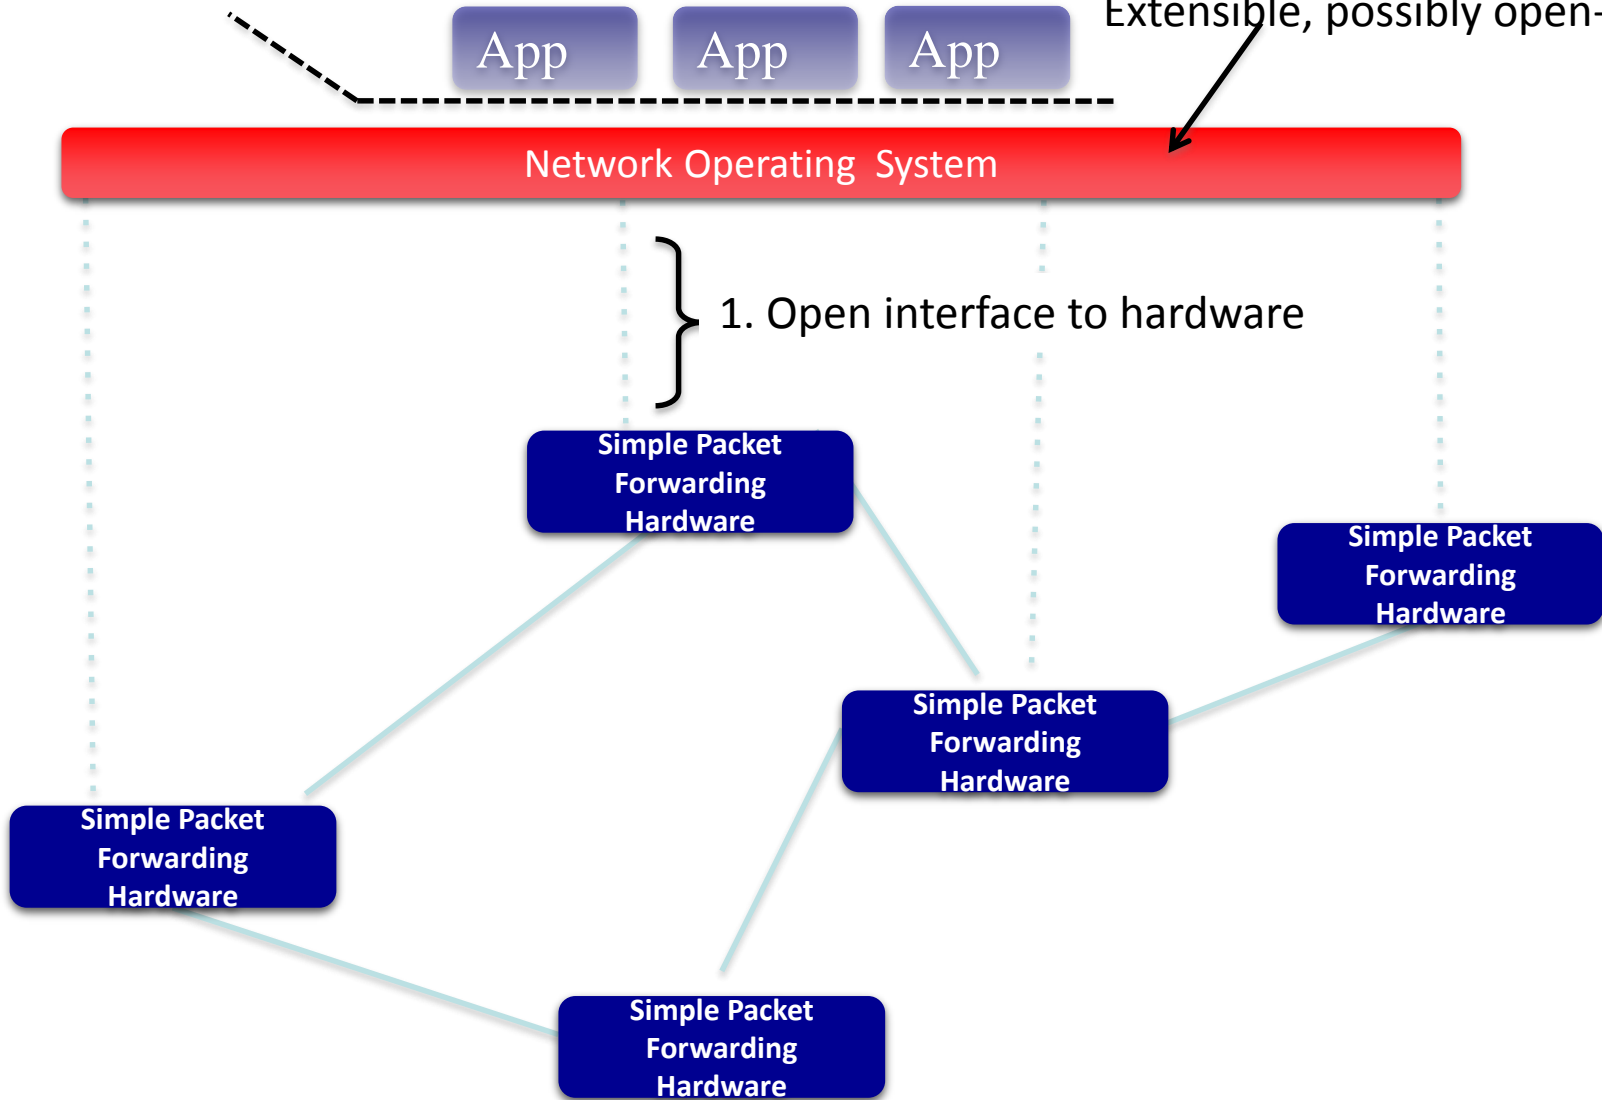 Extensible, possibly open-
App
App
App
Network Operating System
1. Open interface to hardware
Simple Packet
Forwarding
Hardware
Simple Packet
Forwarding
Hardware
Simple Packet
Forwarding
Hardware
Simple Packet
Forwarding
Hardware
Simple Packet
Forwarding
Hardware